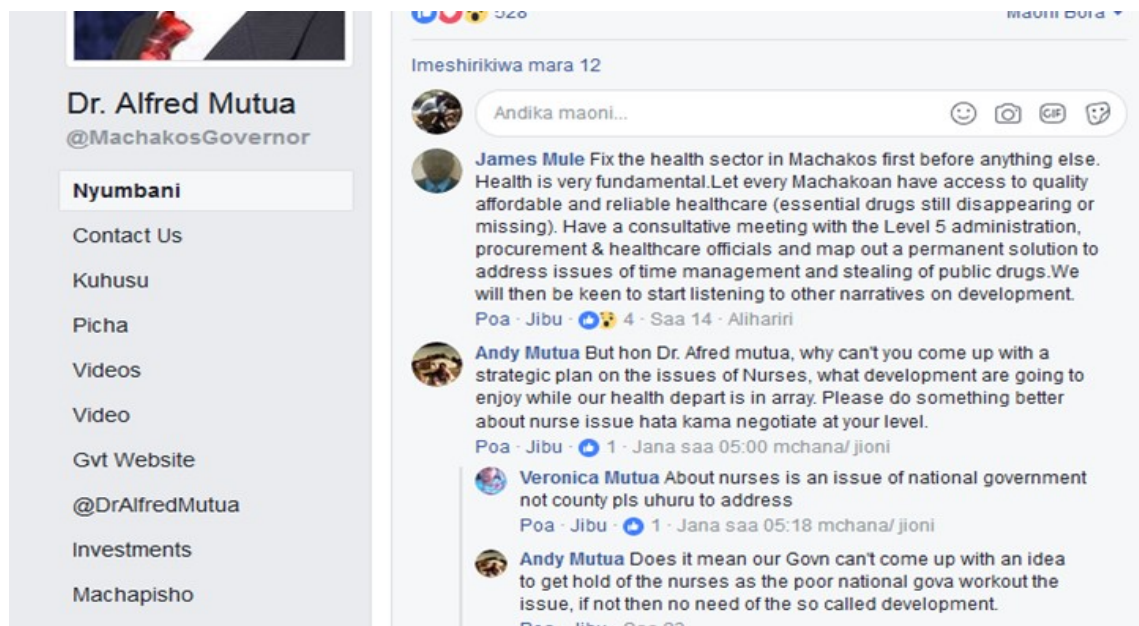 Dr. Alfred Mutua
@MachakosGovernor
Nyumbani
Contact Us
Kuhusu
Picha
Videos
Video
Gvt Website
@DrAlfredMutua
Investments
Machapisho
528
Maoni Bora
Imeshirikiwa mara 12
Andika maoni...
GIF
James Mule Fix the health sector in Machakos first before anything else.
Health is very fundamental.Let every Machakoan have access to quality
affordable and reliable healthcare (essential drugs still disappearing or
missing). Have a consultative meeting with the Level 5 administration,
procurement & healthcare officials and map out a permanent solution to
address issues of time management and stealing of public drugs.We
will then be keen to start listening to other narratives on development.
Poa · Jibu · 4 · Saa 14 · Alihariri
Andy Mutua But hon Dr. Afred mutua, why can't you come up with a
strategic plan on the issues of Nurses, what development are going to
enjoy while our health depart is in array. Please do something better
about nurse issue hata kama negotiate at your level.
Poa · Jibu · 1 · Jana saa 05:00 mchana/ jioni
Veronica Mutua About nurses is an issue of national government
not county pls uhuru to address
Poa · Jibu · 1 · Jana saa 05:18 mchana/ jioni
Andy Mutua Does it mean our Govn can't come up with an idea
to get hold of the nurses as the poor national gova workout the
issue, if not then no need of the so called development.